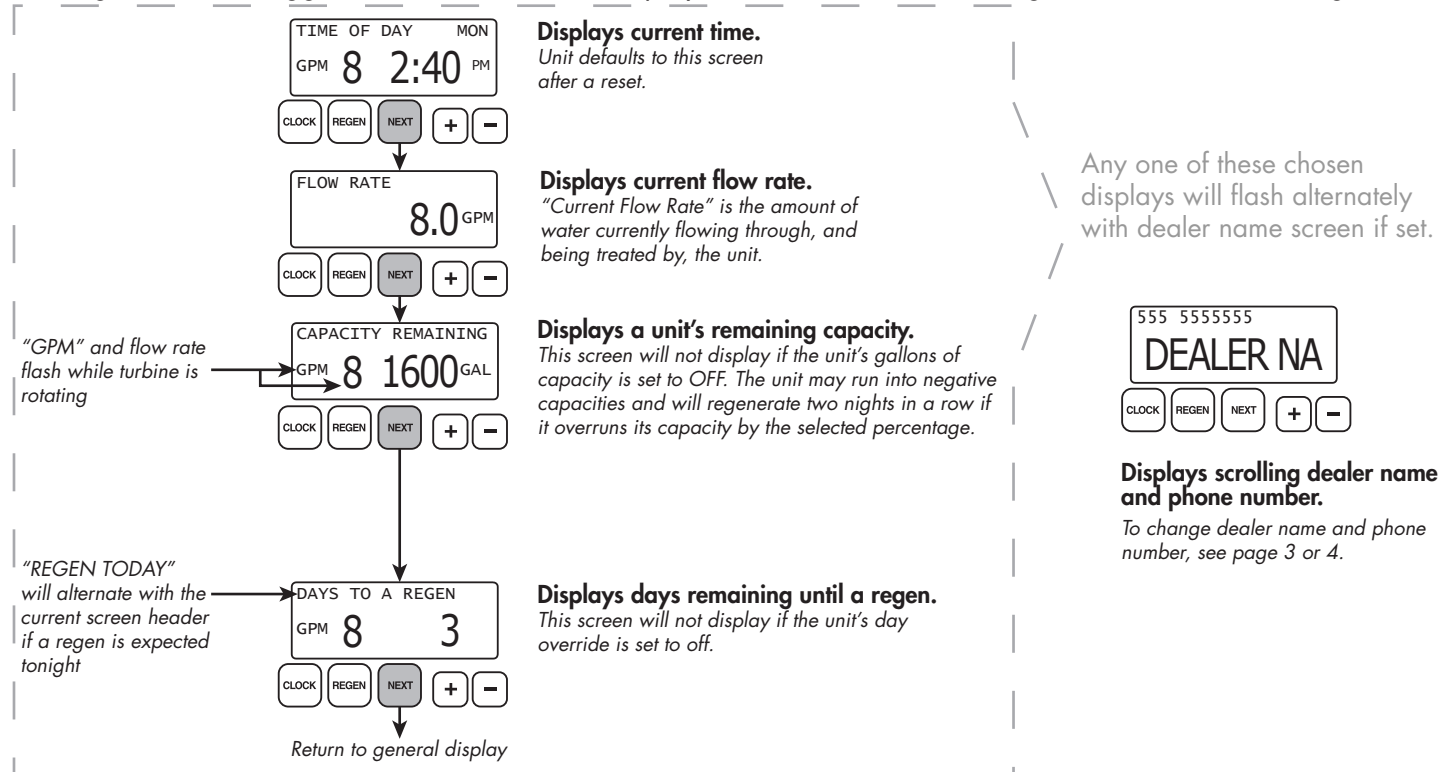 TIME OF DAY MON
GPM 8 2:40 PM
CLOCK REGEN NEXT + −
Displays current time.
Unit defaults to this screen
after a reset.
FLOW RATE
8.0 GPM
CLOCK REGEN NEXT + −
Displays current flow rate.
"Current Flow Rate" is the amount of
water currently flowing through, and
being treated by, the unit.
"GPM" and flow rate
flash while turbine is
rotating
CAPACITY REMAINING
GPM 8 1600 GAL
CLOCK REGEN NEXT + −
Displays a unit's remaining capacity.
This screen will not display if the unit's gallons of
capacity is set to OFF. The unit may run into negative
capacities and will regenerate two nights in a row if
it overruns its capacity by the selected percentage.
"REGEN TODAY"
will alternate with the
current screen header
if a regen is expected
tonight
DAYS TO A REGEN
GPM 8 3
CLOCK REGEN NEXT + −
Displays days remaining until a regen.
This screen will not display if the unit's day
override is set to off.
Return to general display
Any one of these chosen
displays will flash alternately
with dealer name screen if set.
555 5555555
DEALER NA
CLOCK REGEN NEXT + −
Displays scrolling dealer name
and phone number.
To change dealer name and phone
number, see page 3 or 4.